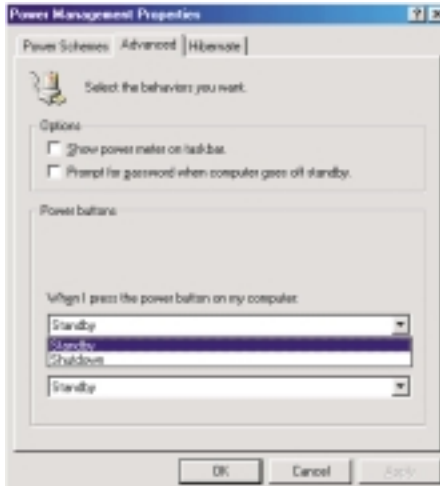 Power Management Properties
Power Schemes Advanced Hibernate
Select the behaviors you want.
Options
Show power meter on taskbar.
Prompt for password when computer goes off standby.
Power buttons
When I press the power button on my computer:
Standby
Standby
Shutdown
Standby
OK Cancel Apply